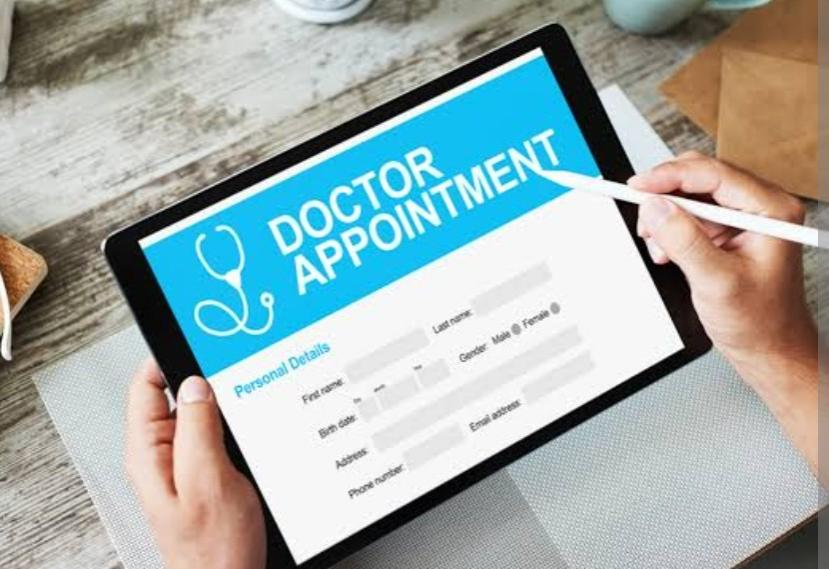 DOCTOR
APPOINTMENT
Personal Details
First name:
Last name:
Birth date:
Gender: Male Female
Address:
Phone number:
Email address: